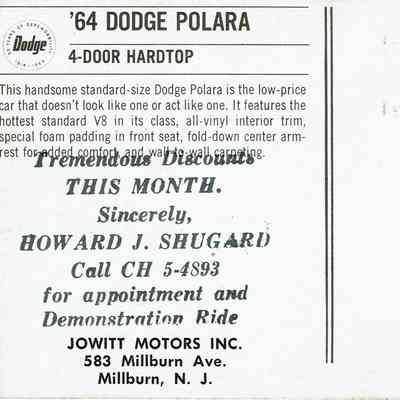 '64 DODGE POLARA
Dodge
4-DOOR HARDTOP
This handsome standard-size Dodge Polara is the low-price
car that doesn't look like one or act like one. It features the
hottest standard V8 in its class, all-vinyl interior trim,
special foam padding in front seat, fold-down center arm-
rest for added comfort, and wall-to-wall carpeting.
Tremendous Discounts
THIS MONTH.
Sincerely,
HOWARD J. SHUGARD
Call CH 5-4893
for appointment and
Demonstration Ride
JOWITT MOTORS INC.
583 Millburn Ave.
Millburn, N. J.